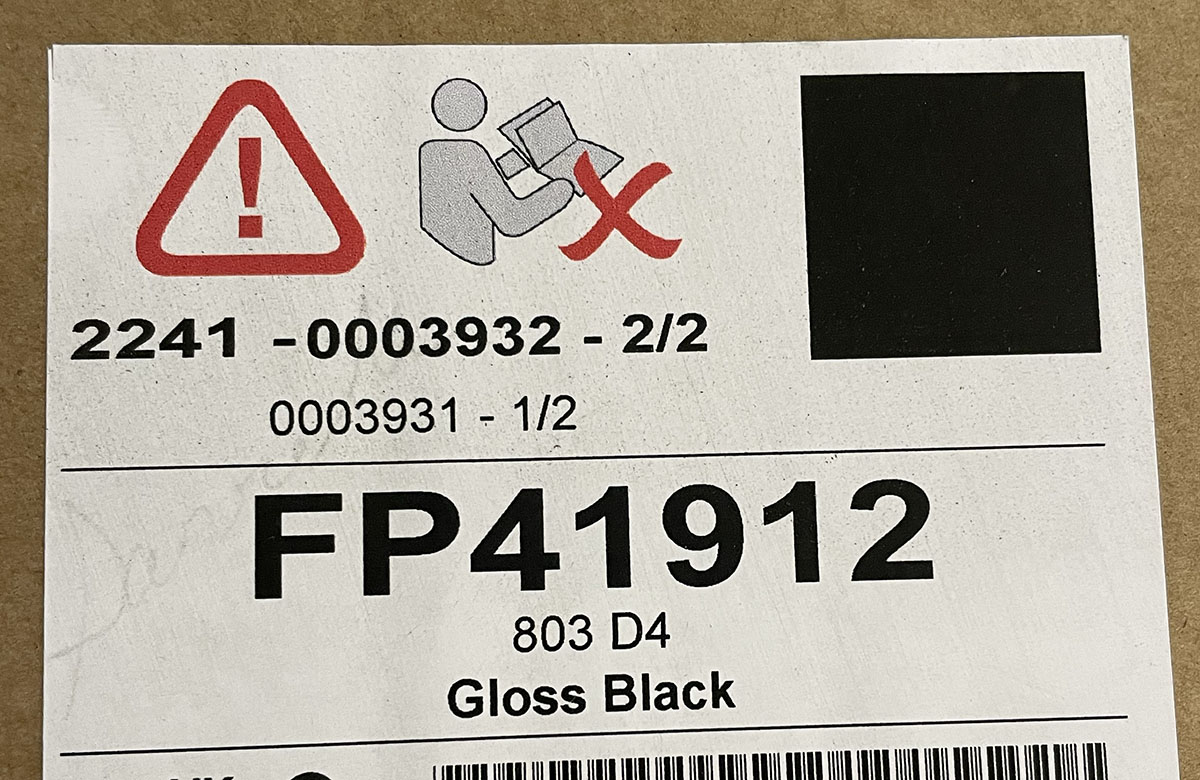 2241 -0003932 - 2/2
0003931 - 1/2
FP41912
803 D4
Gloss Black